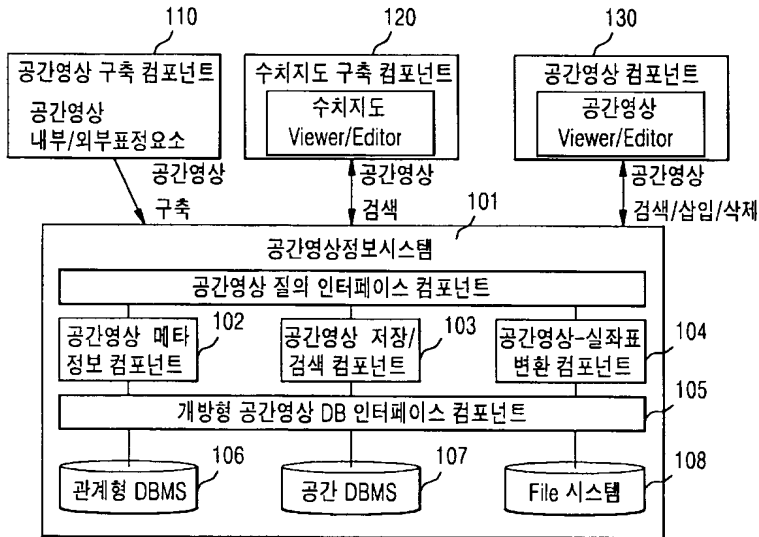 110
120
130
공간영상 구축 컴포넌트
공간영상
내부/외부표정요소
수치지도 구축 컴포넌트
수치지도
Viewer/Editor
공간영상 컴포넌트
공간영상
Viewer/Editor
공간영상
구축
공간영상
검색
공간영상
검색/삽입/삭제
101
공간영상정보시스템
공간영상 질의 인터페이스 컴포넌트
공간영상 메타
정보 컴포넌트
102
공간영상 저장/
검색 컴포넌트
103
공간영상-실좌표
변환 컴포넌트
104
개방형 공간영상 DB 인터페이스 컴포넌트
105
관계형 DBMS
106
공간 DBMS
107
File 시스템
108